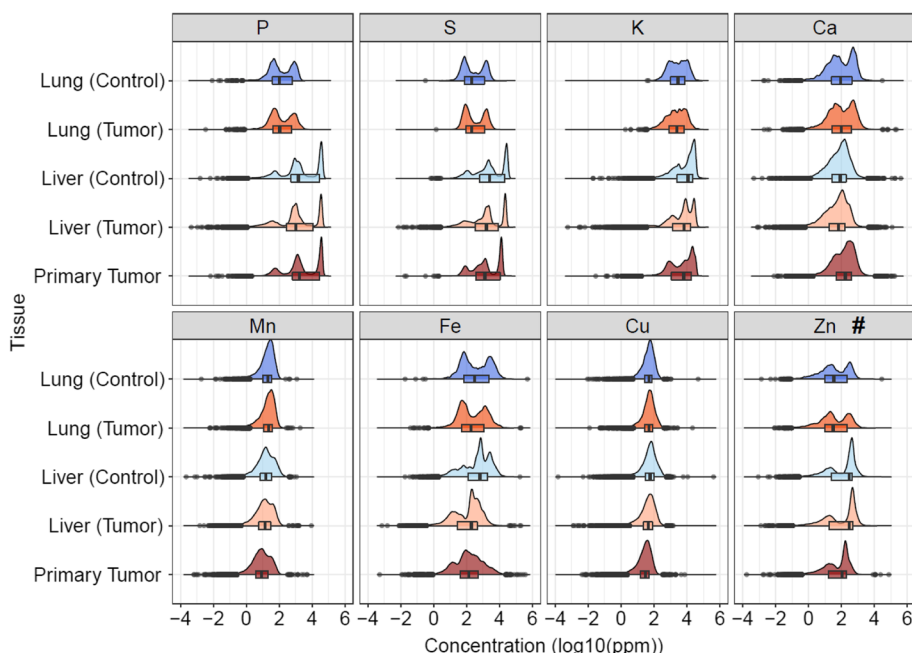 P S K Ca
Lung (Control)
Lung (Tumor)
Liver (Control)
Liver (Tumor)
Primary Tumor
Tissue
Mn Fe Cu Zn #
Lung (Control)
Lung (Tumor)
Liver (Control)
Liver (Tumor)
Primary Tumor
−4 −2 0 2 4 6 −4 −2 0 2 4 6 −4 −2 0 2 4 6 −4 −2 0 2 4 6
Concentration (log10(ppm))